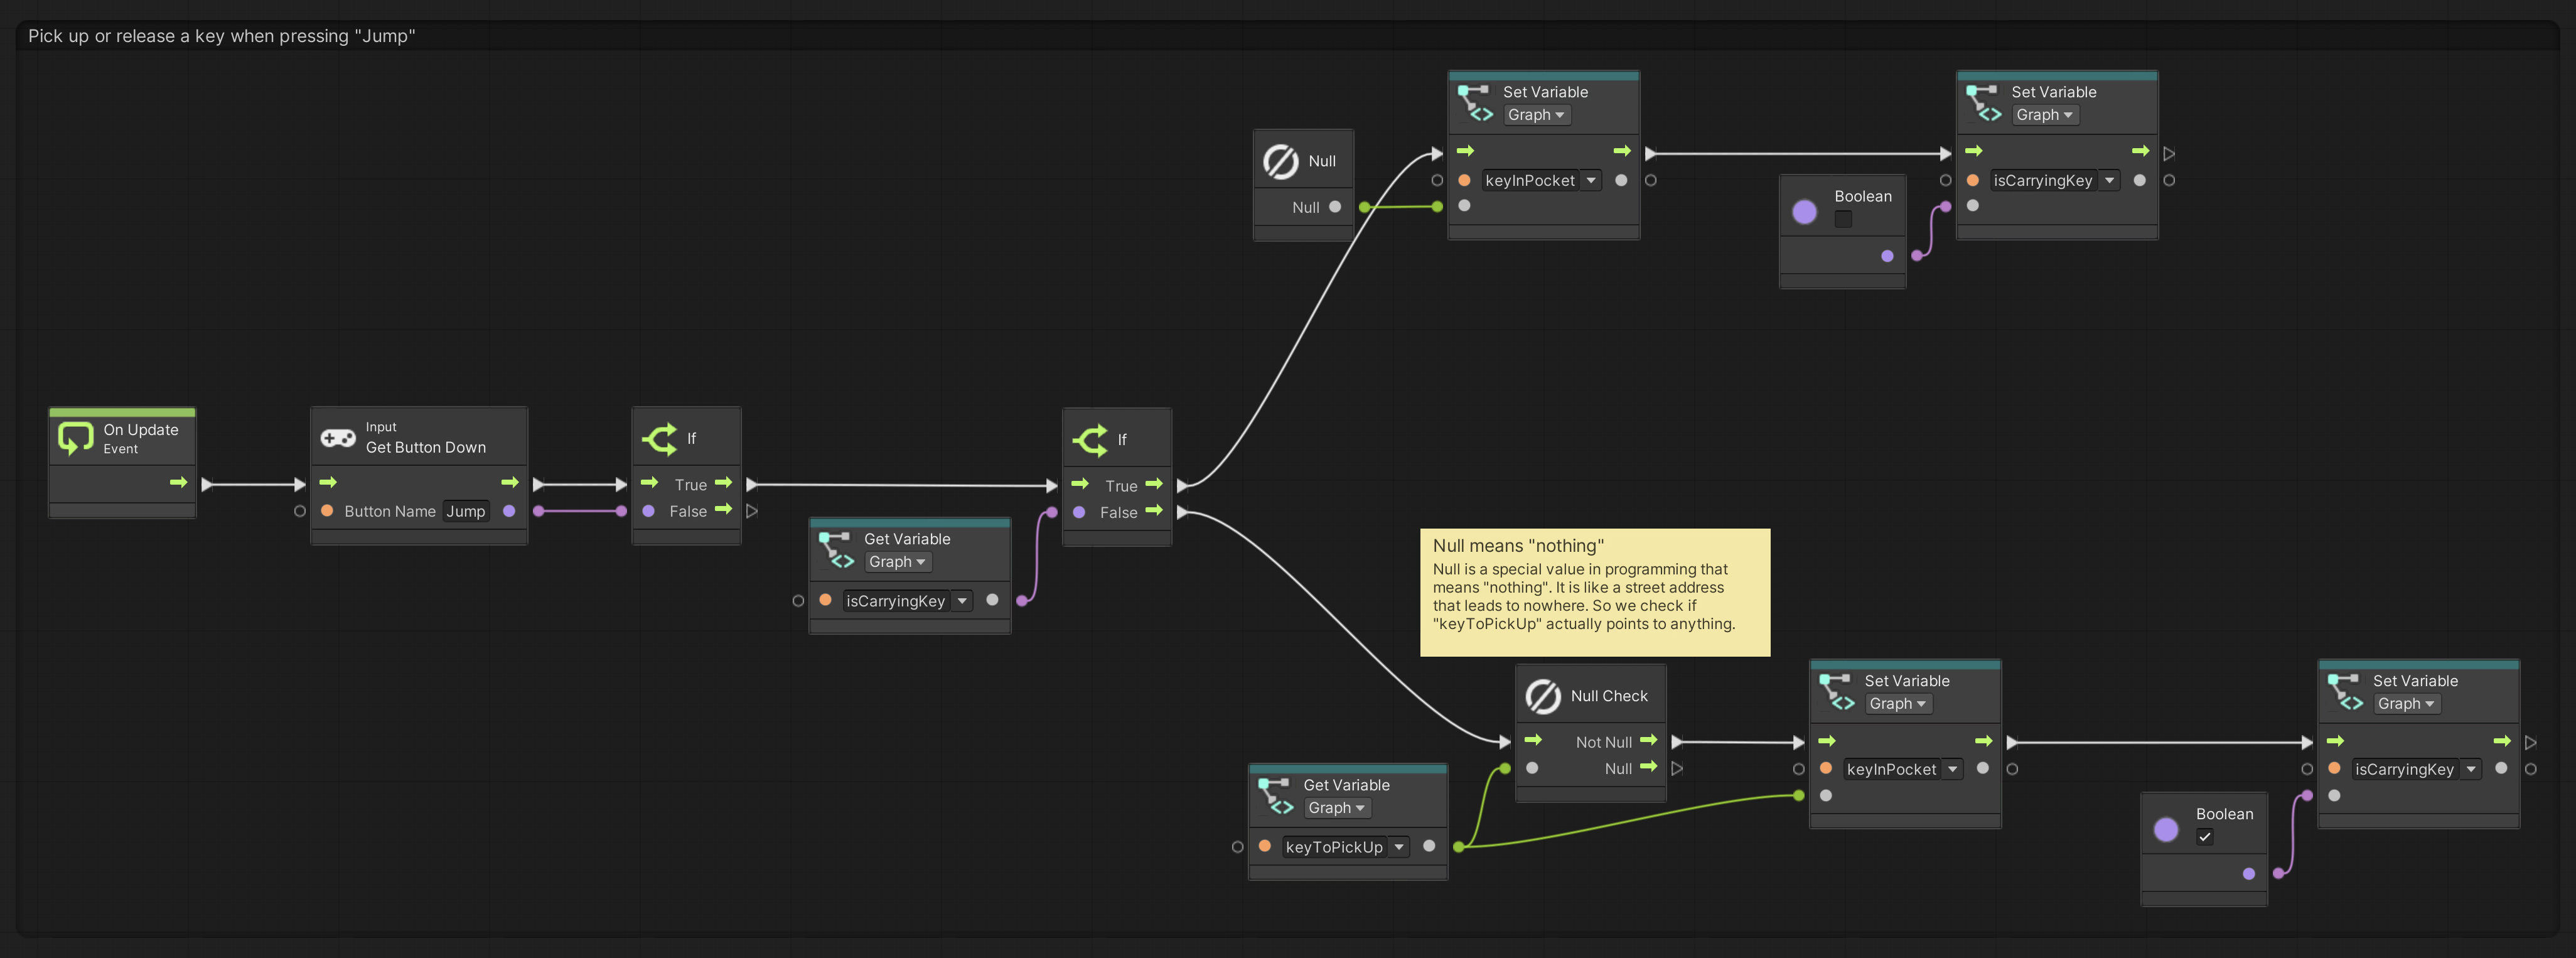 Pick up or release a key when pressing "Jump"
Set Variable
Graph
keyInPocket
Set Variable
Graph
isCarryingKey
Null
Null
Boolean
On Update
Event
Input
Get Button Down
Button Name Jump
If
True
False
Get Variable
Graph
isCarryingKey
If
True
False
Null means "nothing"
Null is a special value in programming that
means "nothing". It is like a street address
that leads to nowhere. So we check if
"keyToPickUp" actually points to anything.
Null Check
Not Null
Null
Get Variable
Graph
keyToPickUp
Set Variable
Graph
keyInPocket
Set Variable
Graph
isCarryingKey
Boolean